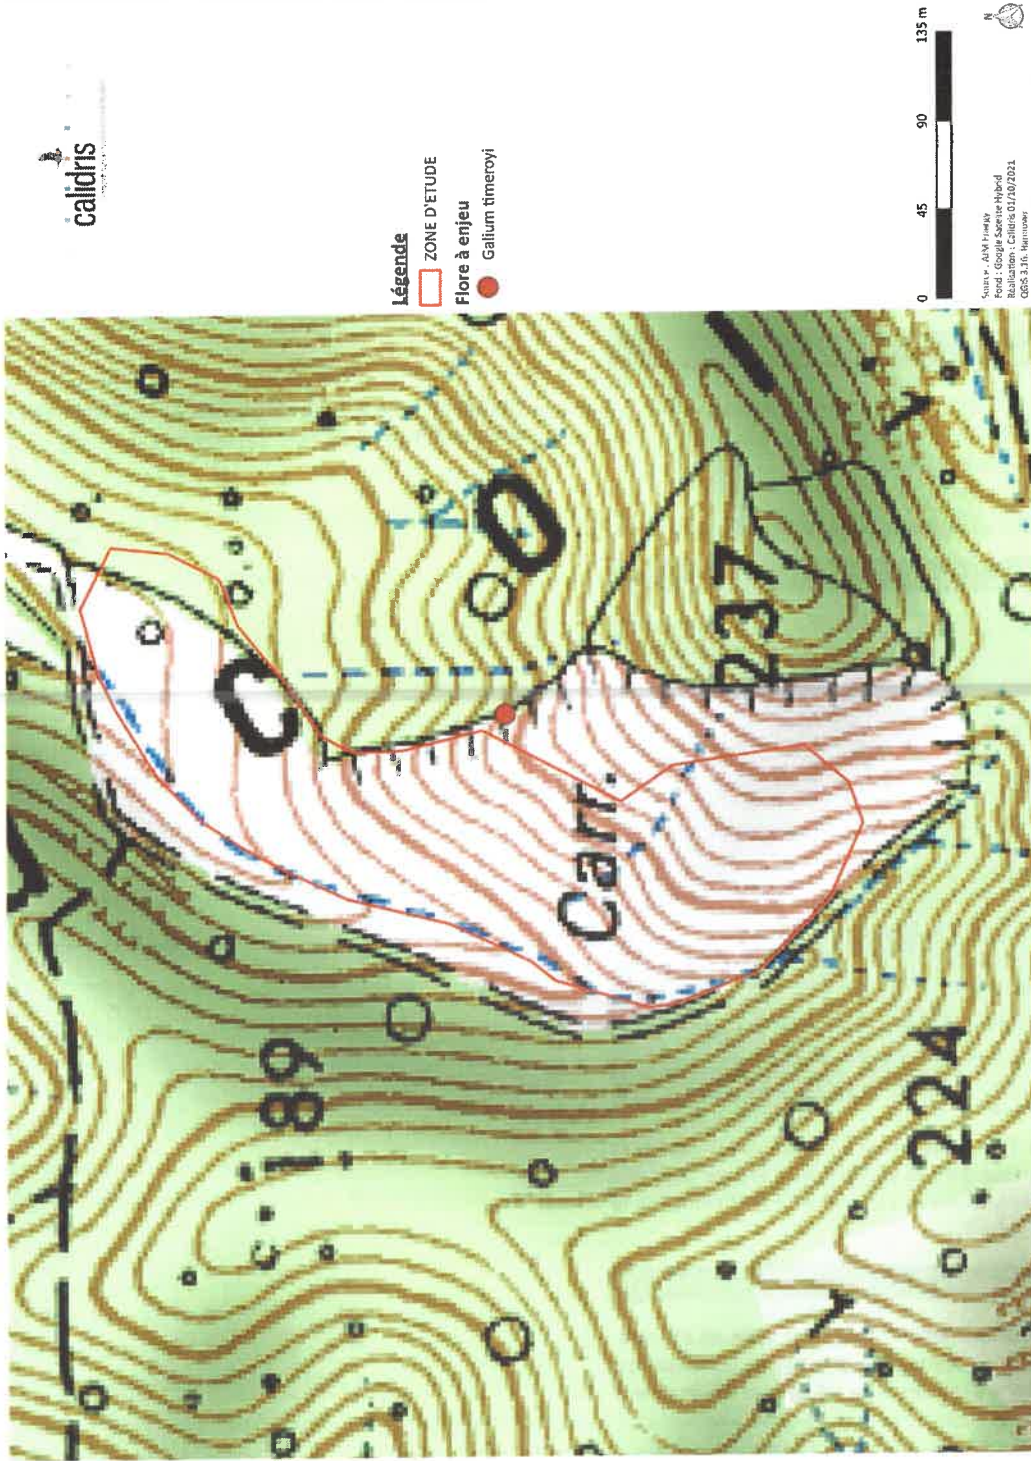 calidris
Légende
ZONE D'ETUDE
Flore à enjeu
Galium timeroyi
0 45 90 135 m
N
Fond : Google Satellite Hybrid
Réalisation : Calidris 01/10/2021
189
C
O
Carr.
237
224